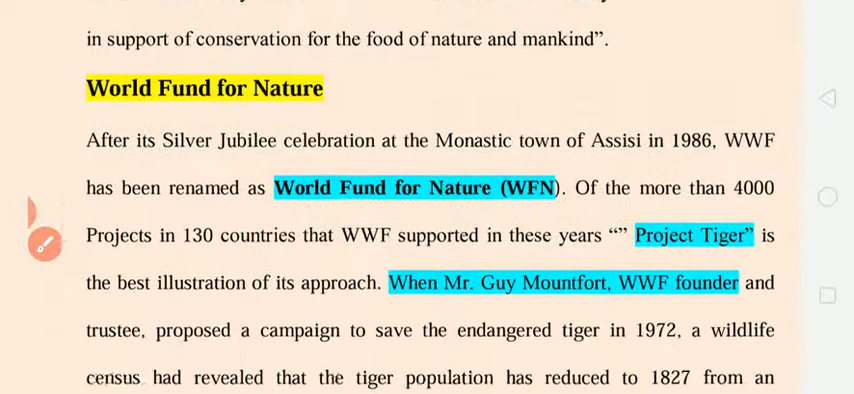 in support of conservation for the food of nature and mankind”.
World Fund for Nature
After its Silver Jubilee celebration at the Monastic town of Assisi in 1986, WWF
has been renamed as World Fund for Nature (WFN). Of the more than 4000
Projects in 130 countries that WWF supported in these years “” Project Tiger” is
the best illustration of its approach. When Mr. Guy Mountfort, WWF founder and
trustee, proposed a campaign to save the endangered tiger in 1972, a wildlife
census had revealed that the tiger population has reduced to 1827 from an